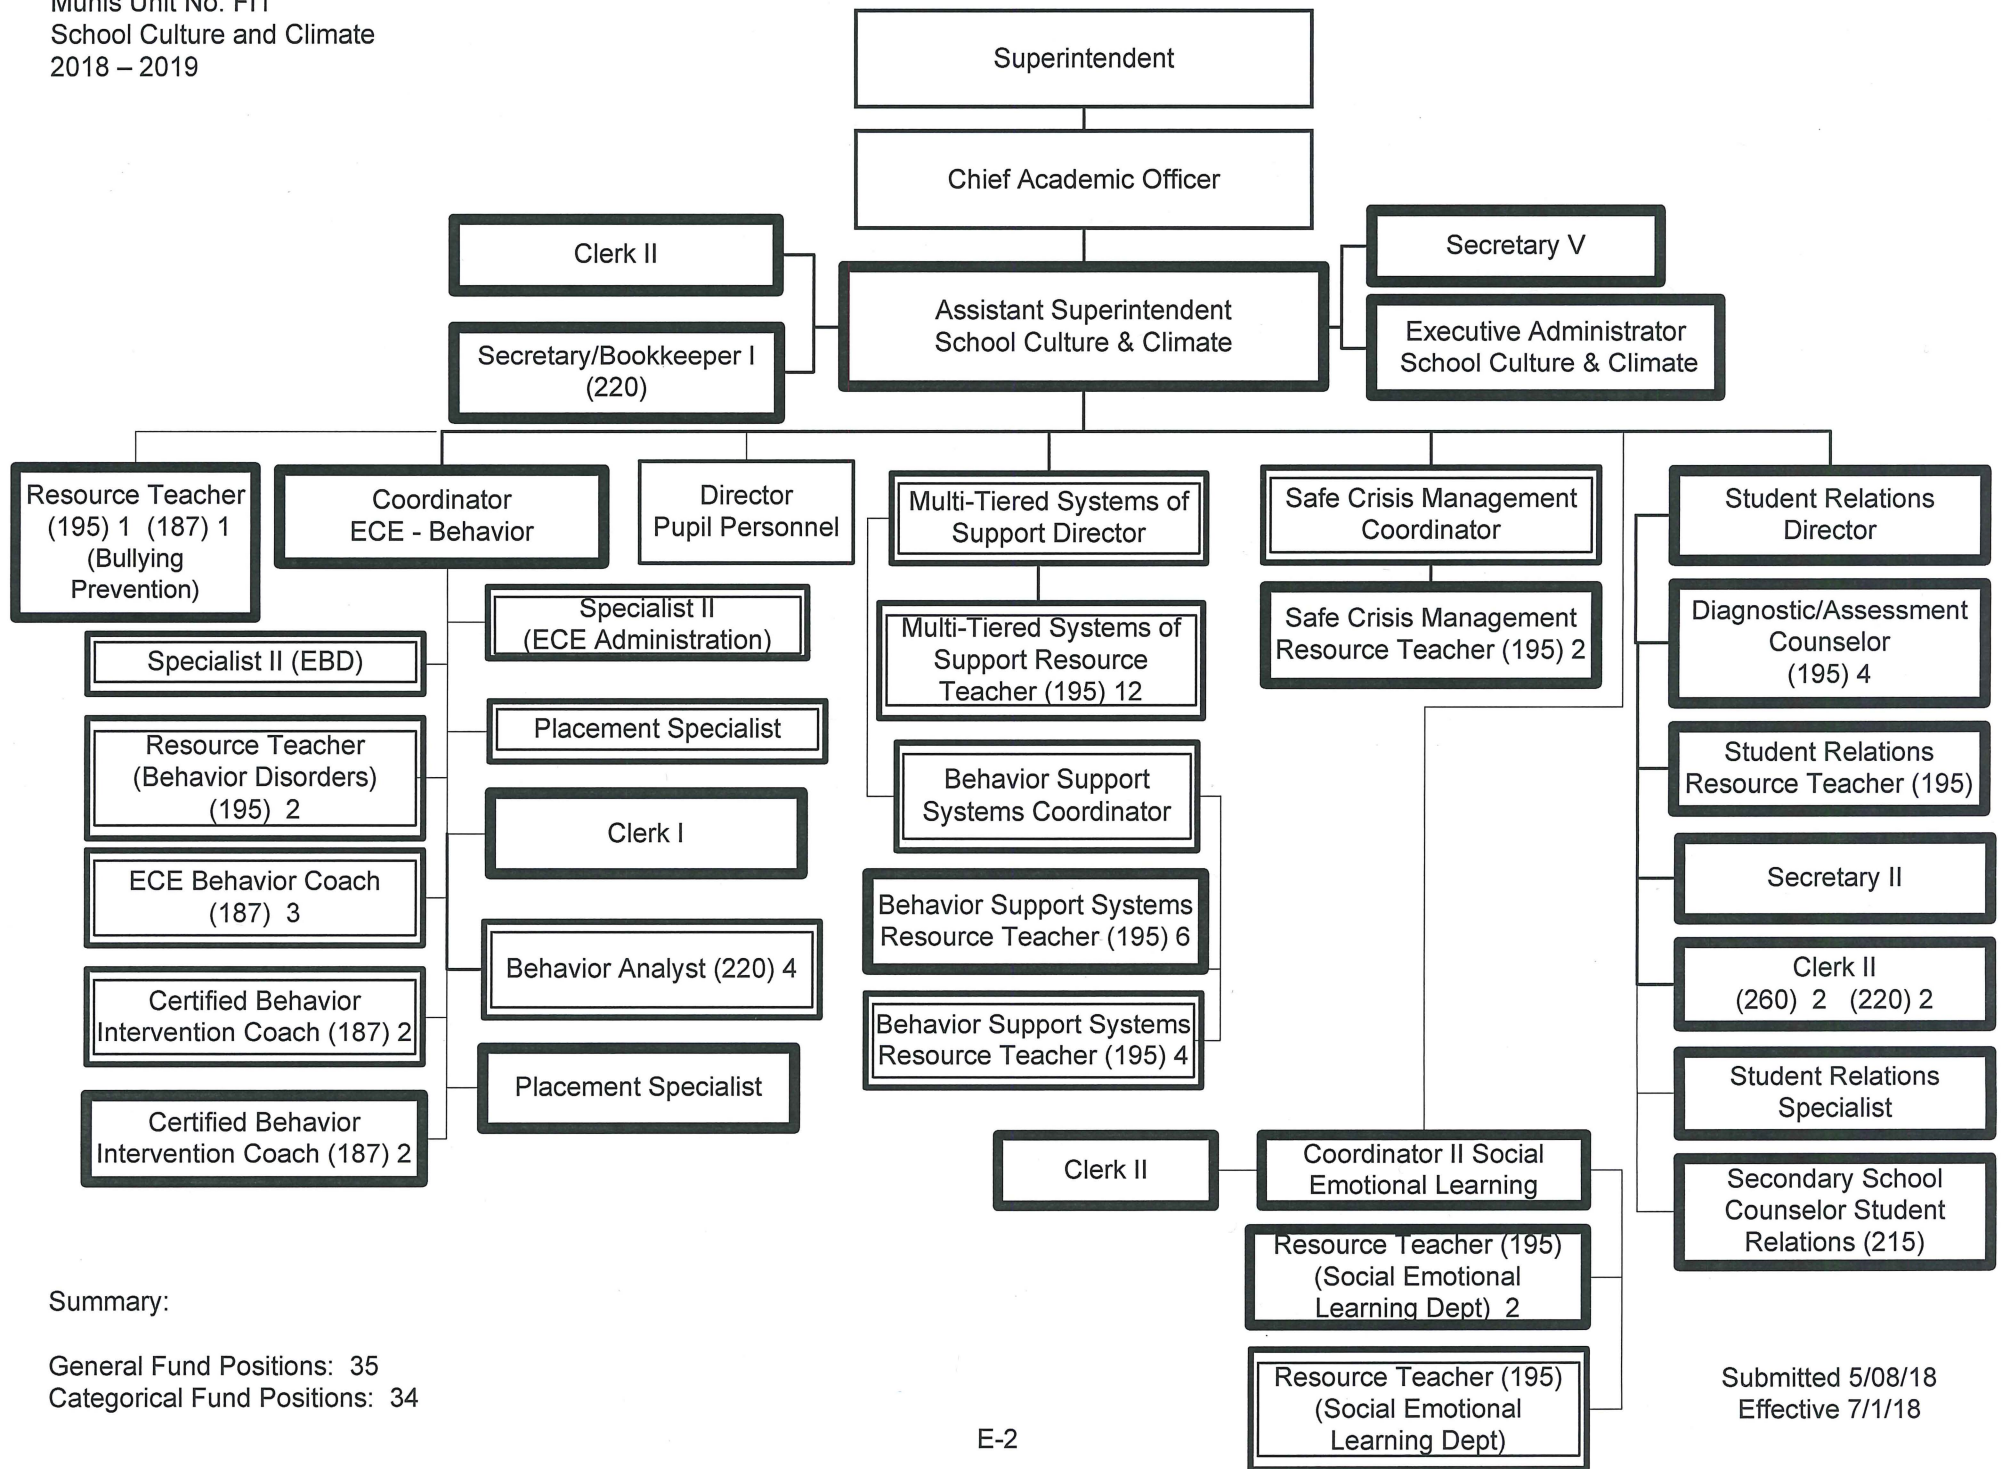 School Culture and Climate
2018 – 2019
Superintendent
Chief Academic Officer
Clerk II
Secretary/Bookkeeper I
(220)
Assistant Superintendent
School Culture & Climate
Secretary V
Executive Administrator
School Culture & Climate
Resource Teacher
(195) 1 (187) 1
(Bullying
Prevention)
Coordinator
ECE - Behavior
Director
Pupil Personnel
Multi-Tiered Systems of
Support Director
Safe Crisis Management
Coordinator
Student Relations
Director
Specialist II (EBD)
Resource Teacher
(Behavior Disorders)
(195) 2
ECE Behavior Coach
(187) 3
Certified Behavior
Intervention Coach (187) 2
Certified Behavior
Intervention Coach (187) 2
Specialist II
(ECE Administration)
Placement Specialist
Clerk I
Behavior Analyst (220) 4
Placement Specialist
Multi-Tiered Systems of
Support Resource
Teacher (195) 12
Behavior Support
Systems Coordinator
Behavior Support Systems
Resource Teacher (195) 6
Behavior Support Systems
Resource Teacher (195) 4
Safe Crisis Management
Resource Teacher (195) 2
Clerk II
Coordinator II Social
Emotional Learning
Resource Teacher (195)
(Social Emotional
Learning Dept) 2
Resource Teacher (195)
(Social Emotional
Learning Dept)
Diagnostic/Assessment
Counselor
(195) 4
Student Relations
Resource Teacher (195)
Secretary II
Clerk II
(260) 2 (220) 2
Student Relations
Specialist
Secondary School
Counselor Student
Relations (215)
Summary:
General Fund Positions: 35
Categorical Fund Positions: 34
E-2
Submitted 5/08/18
Effective 7/1/18